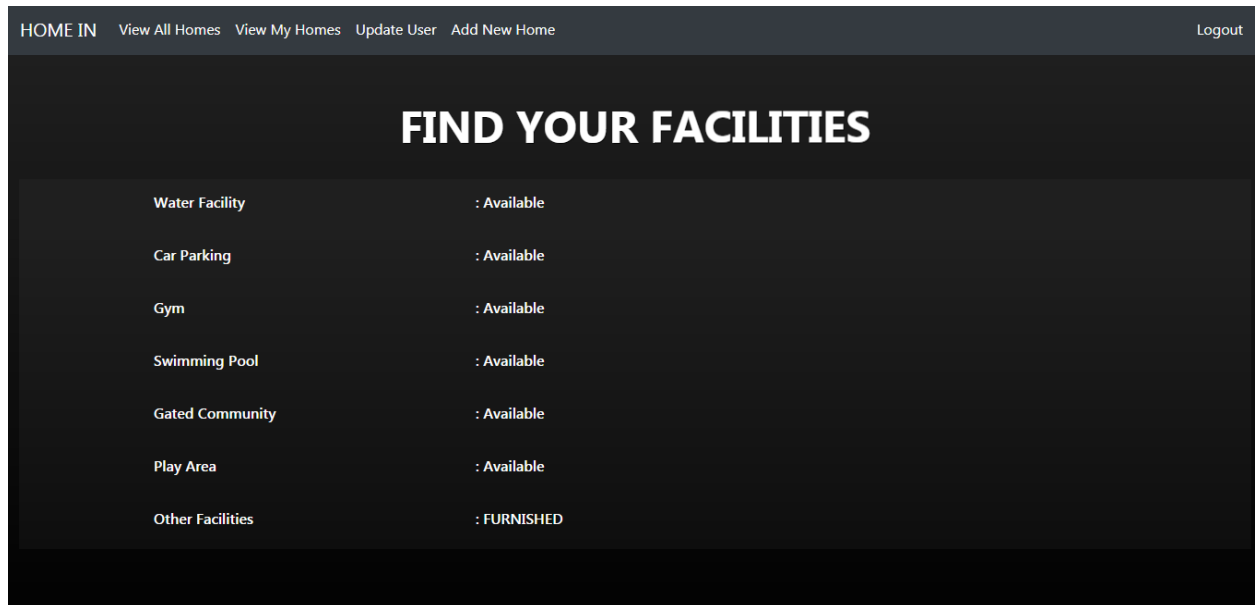 HOME IN View All Homes View My Homes Update User Add New Home Logout
FIND YOUR FACILITIES
Water Facility : Available
Car Parking : Available
Gym : Available
Swimming Pool : Available
Gated Community : Available
Play Area : Available
Other Facilities : FURNISHED